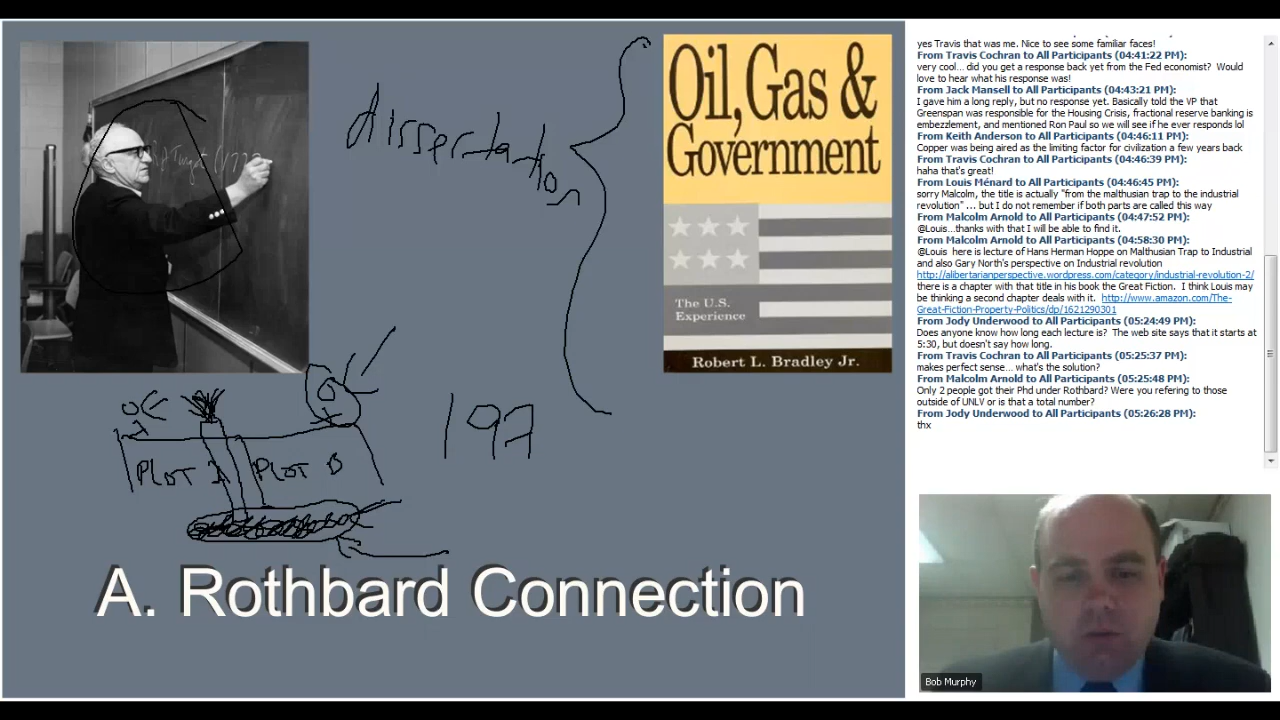 dissertation
Oil, Gas &
Government
The U.S.
Experience
Robert L. Bradley Jr.
PLOT A
PLOT B
197
A. Rothbard Connection
yes Travis that was me. Nice to see some familiar faces!
From Travis Cochran to All Participants (04:41:22 PM):
very cool... did you get a response back yet from the Fed economist? Would
love to hear what his response was!
From Jack Mansell to All Participants (04:43:21 PM):
I gave him a long reply, but no response yet. Basically told the VP that
Greenspan was responsible for the Housing Crisis, fractional reserve banking is
embezzlement, and mentioned Ron Paul so we will see if he ever responds lol
From Keith Anderson to All Participants (04:46:11 PM):
Copper was being aired as the limiting factor for civilization a few years back
From Travis Cochran to All Participants (04:46:39 PM):
haha that's great!
From Louis Ménard to All Participants (04:46:45 PM):
sorry Malcolm, the title is actually "from the malthusian trap to the industrial
revolution" ... but I do not remember if both parts are called this way
From Malcolm Arnold to All Participants (04:47:52 PM):
@Louis...thanks with that I will be able to find it.
From Malcolm Arnold to All Participants (04:58:30 PM):
@Louis here is lecture of Hans Herman Hoppe on Malthusian Trap to Industrial
and also Gary North's perspective on Industrial revolution
http://alibertarianperspective.wordpress.com/category/industrial-revolution-2/
there is a chapter with that title in his book the Great Fiction. I think Louis may
be thinking a second chapter deals with it. http://www.amazon.com/The-
Great-Fiction-Property-Politics/dp/1621290301
From Jody Underwood to All Participants (05:24:49 PM):
Does anyone know how long each lecture is? The web site says that it starts at
5:30, but doesn't say how long.
From Travis Cochran to All Participants (05:25:37 PM):
makes perfect sense... what's the solution?
From Malcolm Arnold to All Participants (05:25:48 PM):
Only 2 people got their Phd under Rothbard? Were you refering to those
outside of UNLV or is that a total number?
From Jody Underwood to All Participants (05:26:28 PM):
thx
Bob Murphy